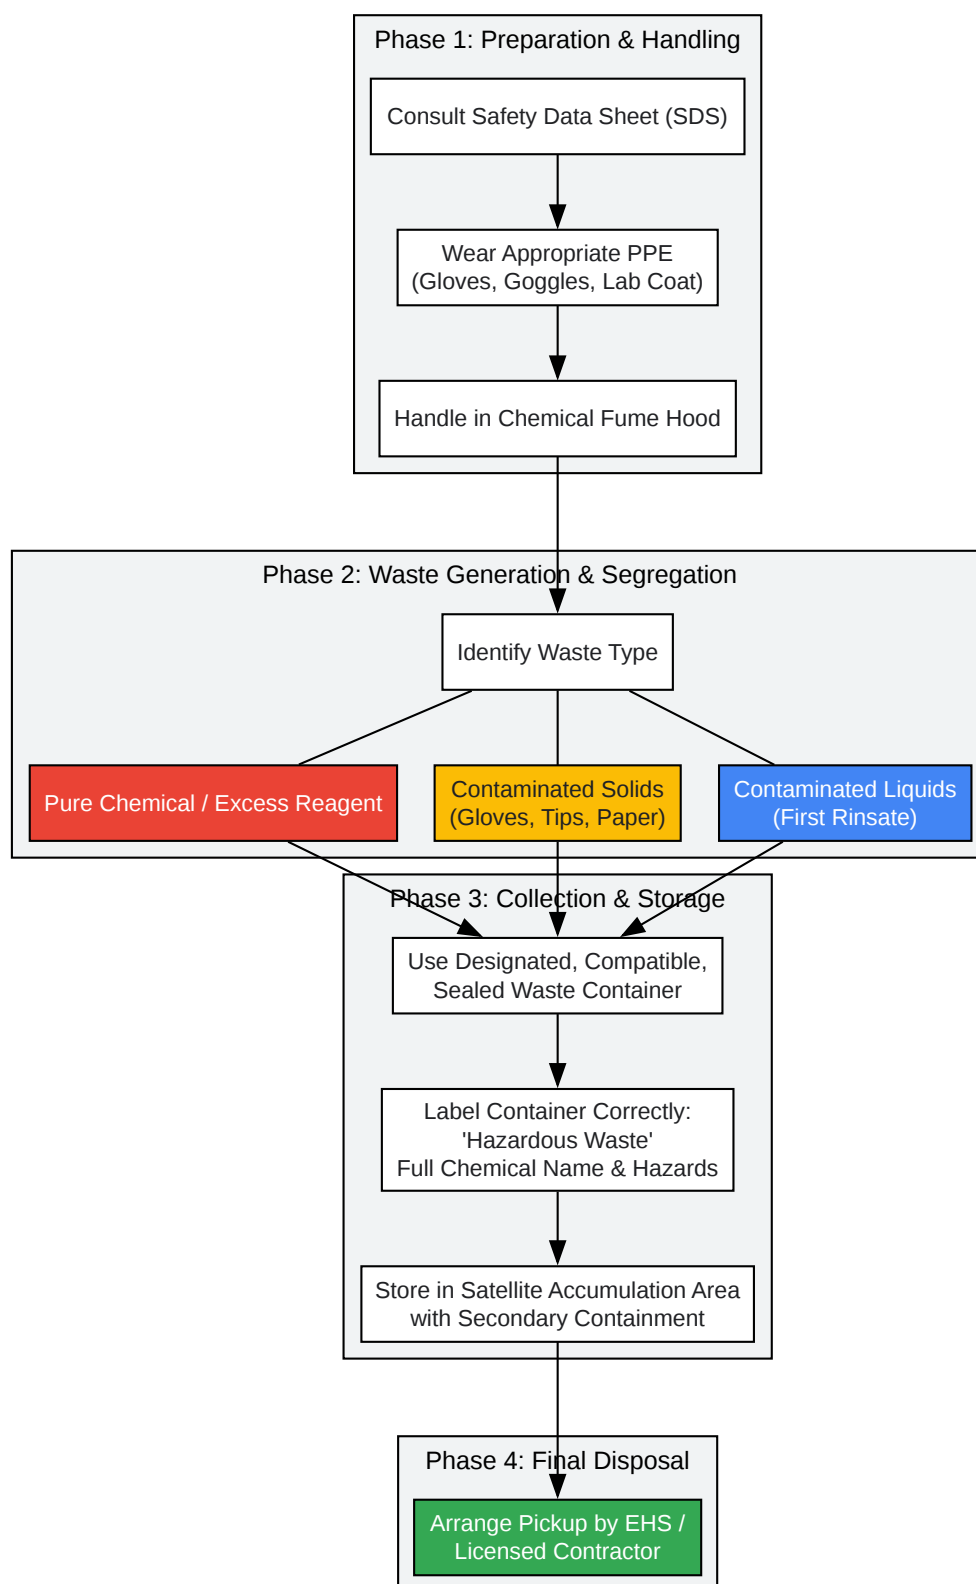 Phase 1: Preparation & Handling
Consult Safety Data Sheet (SDS)
Wear Appropriate PPE
(Gloves, Goggles, Lab Coat)
Handle in Chemical Fume Hood
Phase 2: Waste Generation & Segregation
Identify Waste Type
Pure Chemical / Excess Reagent
Contaminated Solids
(Gloves, Tips, Paper)
Contaminated Liquids
(First Rinsate)
Phase 3: Collection & Storage
Use Designated, Compatible,
Sealed Waste Container
Label Container Correctly:
'Hazardous Waste'
Full Chemical Name & Hazards
Store in Satellite Accumulation Area
with Secondary Containment
Phase 4: Final Disposal
Arrange Pickup by EHS /
Licensed Contractor